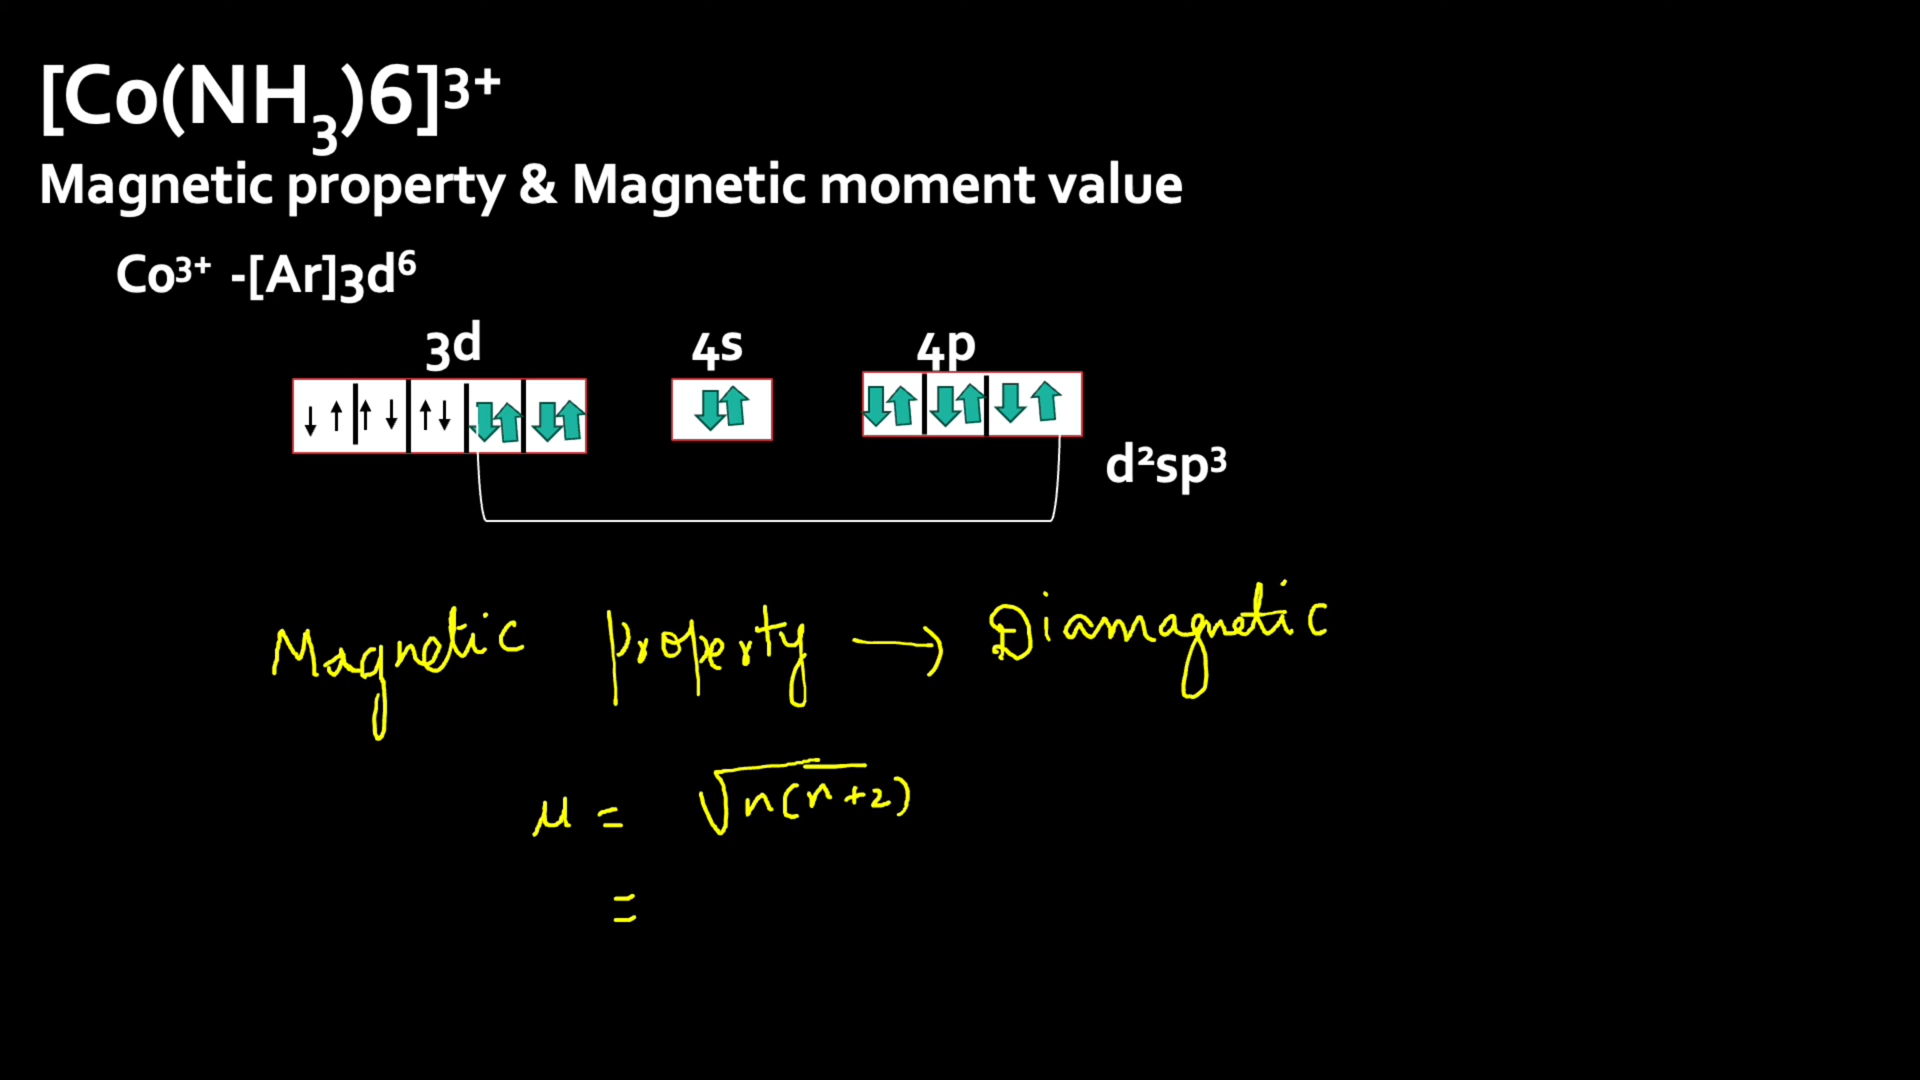 [Co(NH₃)6]³⁺
Magnetic property & Magnetic moment value
Co³⁺ -[Ar]3d⁶
3d 4s 4p
↓↑ ↑↓ ↑↓ ↓↑ ↓↑ ↓↑ ↓↑ ↓↑ ↓↑
d²sp³
Magnetic Property → Diamagnetic
μ = √n(n+2)
=